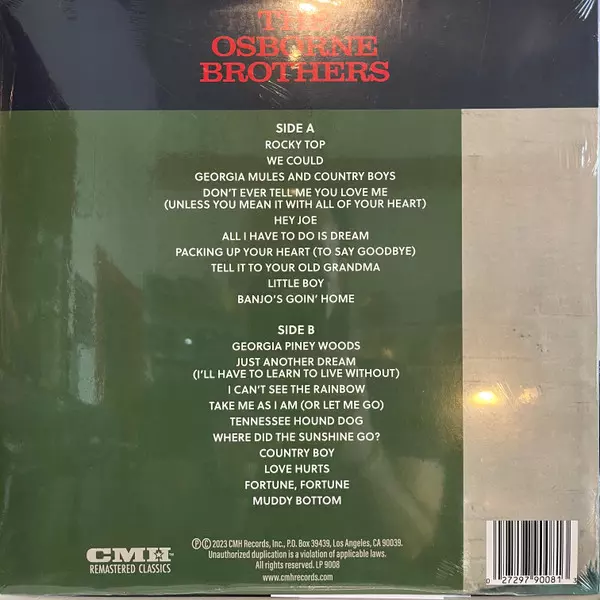 THE
OSBORNE
BROTHERS
SIDE A
ROCKY TOP
WE COULD
GEORGIA MULES AND COUNTRY BOYS
DON'T EVER TELL ME YOU LOVE ME
(UNLESS YOU MEAN IT WITH ALL OF YOUR HEART)
HEY JOE
ALL I HAVE TO DO IS DREAM
PACKING UP YOUR HEART (TO SAY GOODBYE)
TELL IT TO YOUR OLD GRANDMA
LITTLE BOY
BANJO'S GOIN' HOME
SIDE B
GEORGIA PINEY WOODS
JUST ANOTHER DREAM
(I'LL HAVE TO LEARN TO LIVE WITHOUT)
I CAN'T SEE THE RAINBOW
TAKE ME AS I AM (OR LET ME GO)
TENNESSEE HOUND DOG
WHERE DID THE SUNSHINE GO?
COUNTRY BOY
LOVE HURTS
FORTUNE, FORTUNE
MUDDY BOTTOM
CMH™
REMASTERED CLASSICS
℗©2023 CMH Records, Inc., P.O. Box 39439, Los Angeles, CA 90039.
Unauthorized duplication is a violation of applicable laws.
All rights reserved. LP 9008
www.cmhrecords.com
0 27297 90081